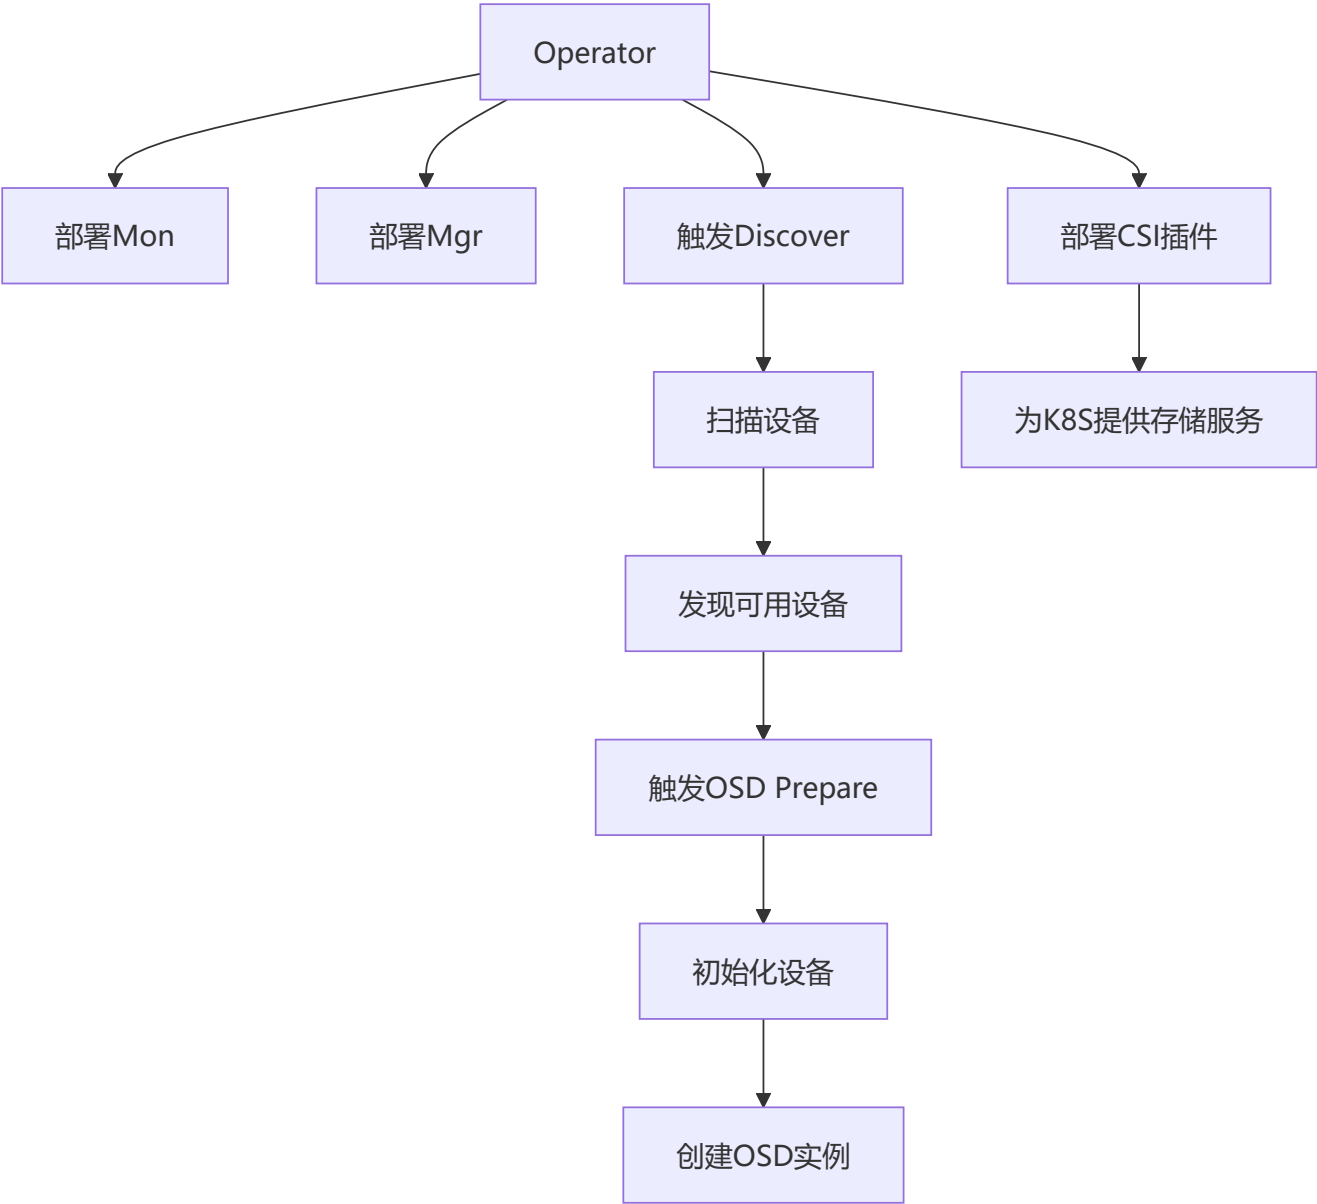 Operator
部署Mon
部署Mgr
触发Discover
部署CSI插件
扫描设备
为K8S提供存储服务
发现可用设备
触发OSD Prepare
初始化设备
创建OSD实例